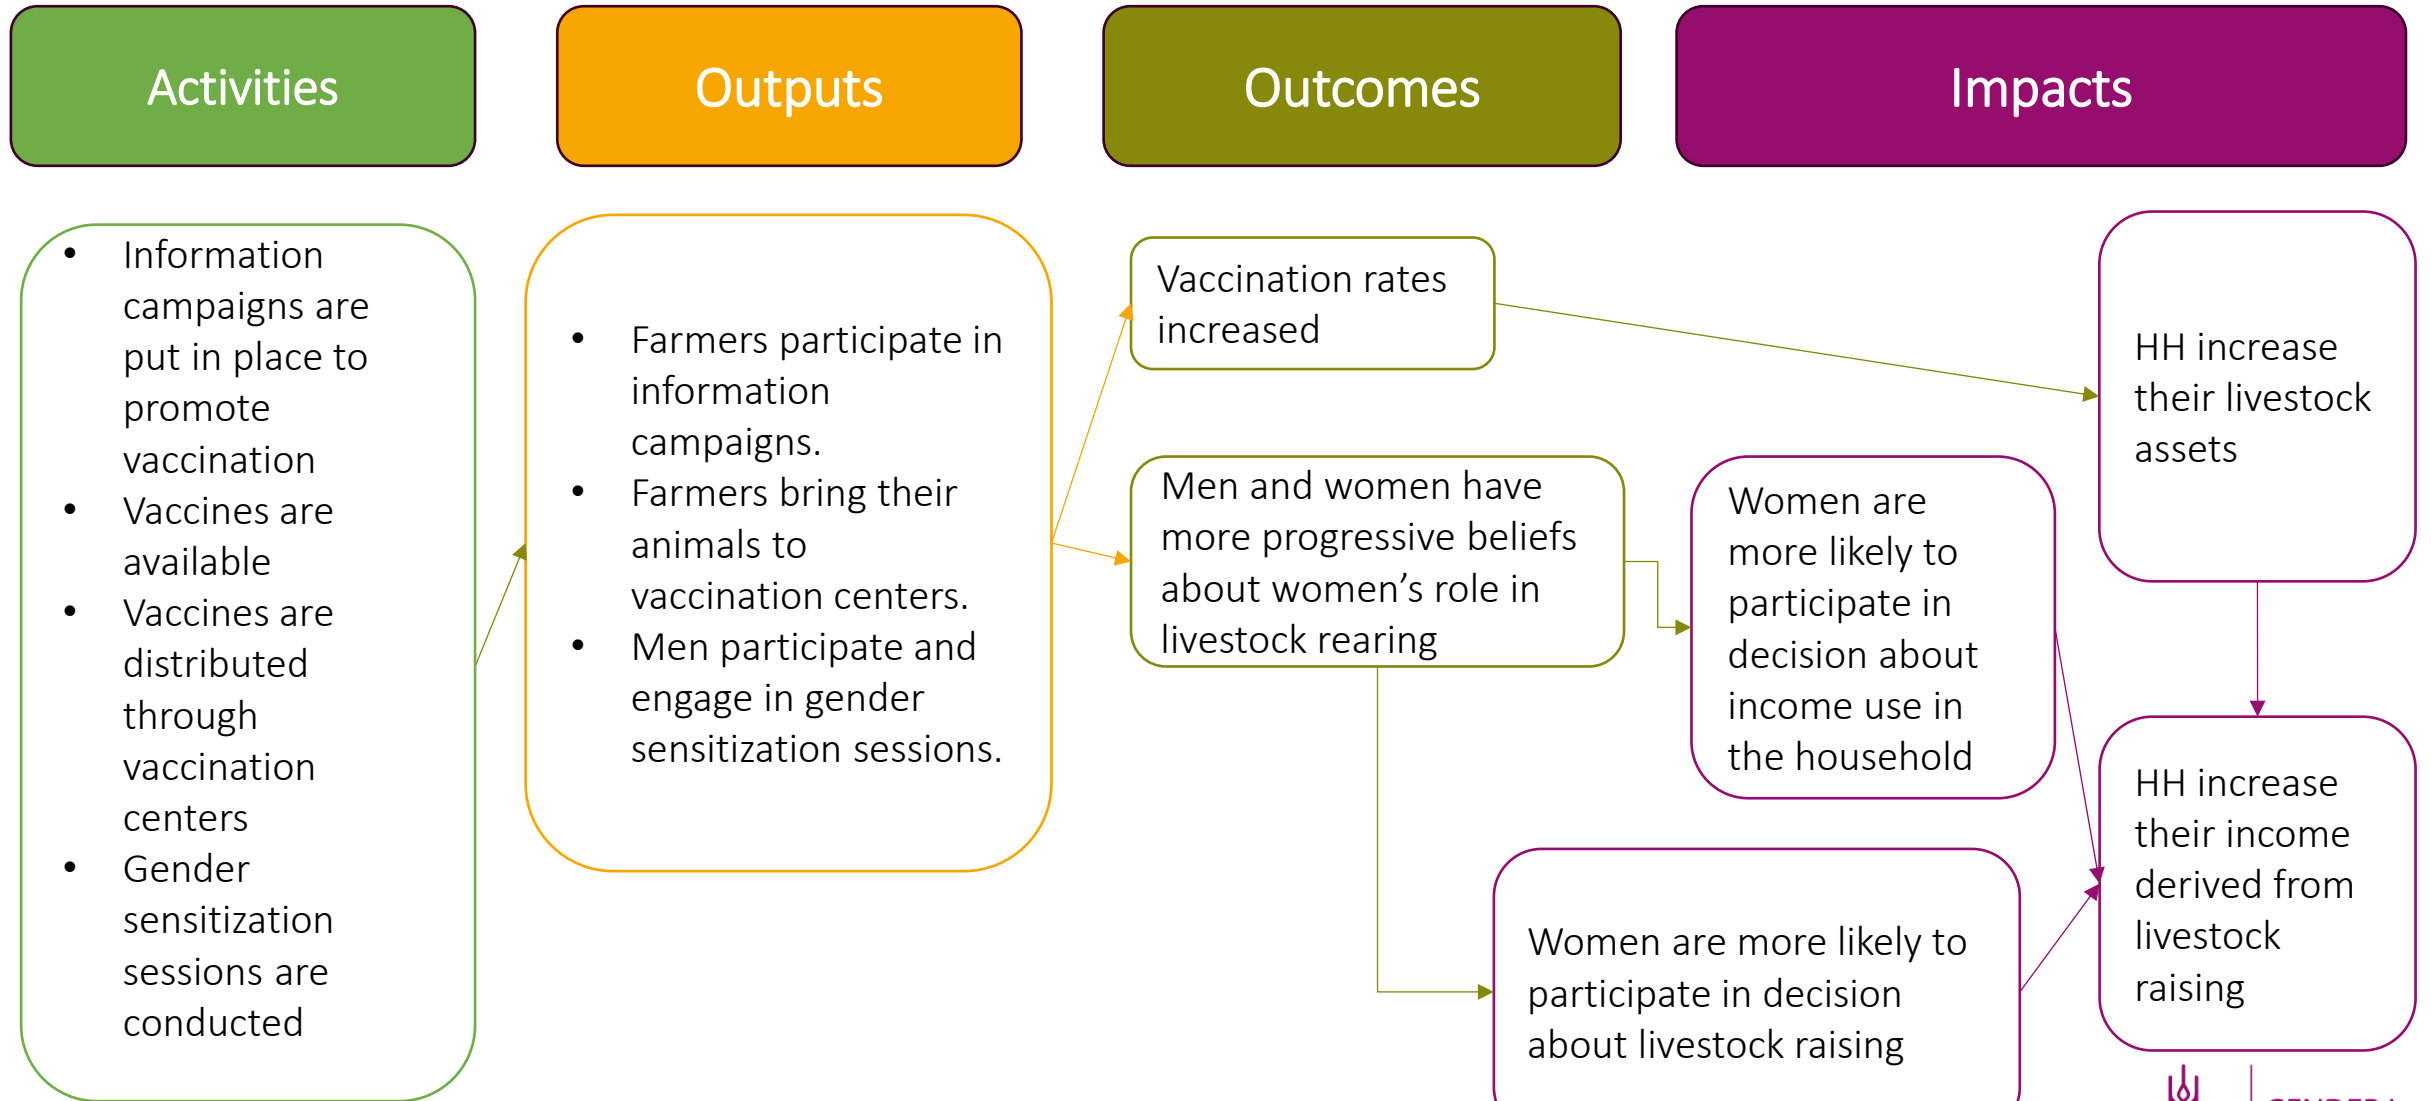 Activities
Outputs
Outcomes
Impacts
• Information
campaigns are
put in place to
promote
vaccination
• Vaccines are
available
• Vaccines are
distributed
through
vaccination
centers
• Gender
sensitization
sessions are
conducted
• Farmers participate in
information
campaigns.
• Farmers bring their
animals to
vaccination centers.
• Men participate and
engage in gender
sensitization sessions.
Vaccination rates
increased
Men and women have
more progressive beliefs
about women’s role in
livestock rearing
Women are
more likely to
participate in
decision about
income use in
the household
Women are more likely to
participate in decision
about livestock raising
HH increase
their livestock
assets
HH increase
their income
derived from
livestock
raising